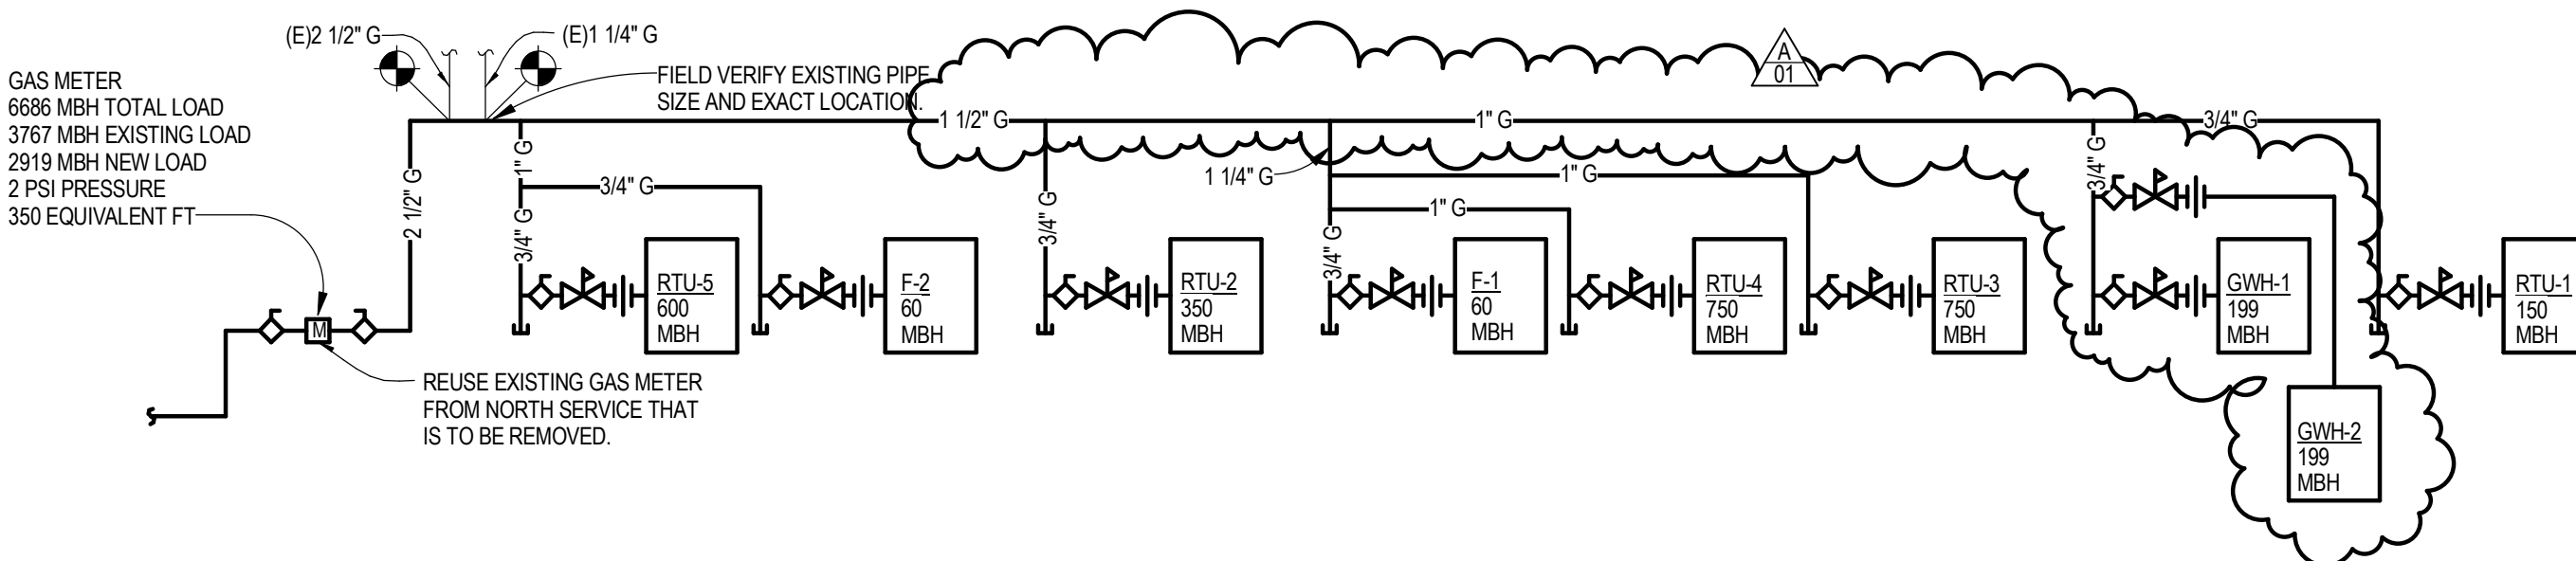 (E)2 1/2" G
(E)1 1/4" G
GAS METER
6686 MBH TOTAL LOAD
3767 MBH EXISTING LOAD
2919 MBH NEW LOAD
2 PSI PRESSURE
350 EQUIVALENT FT
FIELD VERIFY EXISTING PIPE
SIZE AND EXACT LOCATION.
A
01
1 1/2" G
1" G
3/4" G
2 1/2" G
1" G
3/4" G
3/4" G
3/4" G
1 1/4" G
1" G
1" G
3/4" G
3/4" G
RTU-5
600
MBH
F-2
60
MBH
RTU-2
350
MBH
F-1
60
MBH
RTU-4
750
MBH
RTU-3
750
MBH
GWH-1
199
MBH
RTU-1
150
MBH
M
REUSE EXISTING GAS METER
FROM NORTH SERVICE THAT
IS TO BE REMOVED.
GWH-2
199
MBH